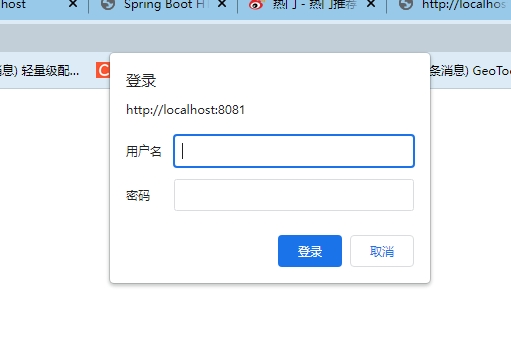 host × Spring Boot H × 热门 - 热门推荐 × http://localhos
息) 轻量级配... C 条消息) GeoToo
登录
http://localhost:8081
用户名
密码
登录 取消